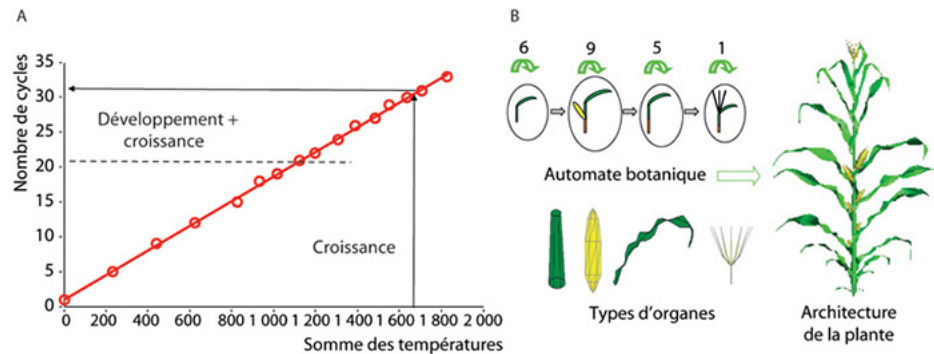 A
Nombre de cycles
40
35
30
25
20
15
10
5
0
Développement +
croissance
Croissance
0 200 400 600 800 1 000 1 200 1 400 1 600 1 800 2 000
Somme des températures
B
6 9 5 1
Automate botanique
Types d'organes
Architecture
de la plante